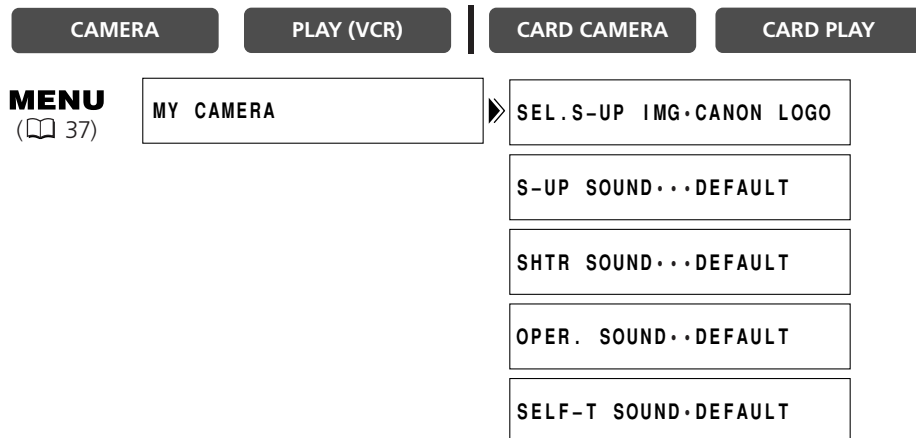 CAMERA PLAY (VCR) CARD CAMERA CARD PLAY
MENU MY CAMERA SEL.S-UP IMG•CANON LOGO
(37)
S-UP SOUND•••DEFAULT
SHTR SOUND•••DEFAULT
OPER. SOUND••DEFAULT
SELF-T SOUND•DEFAULT